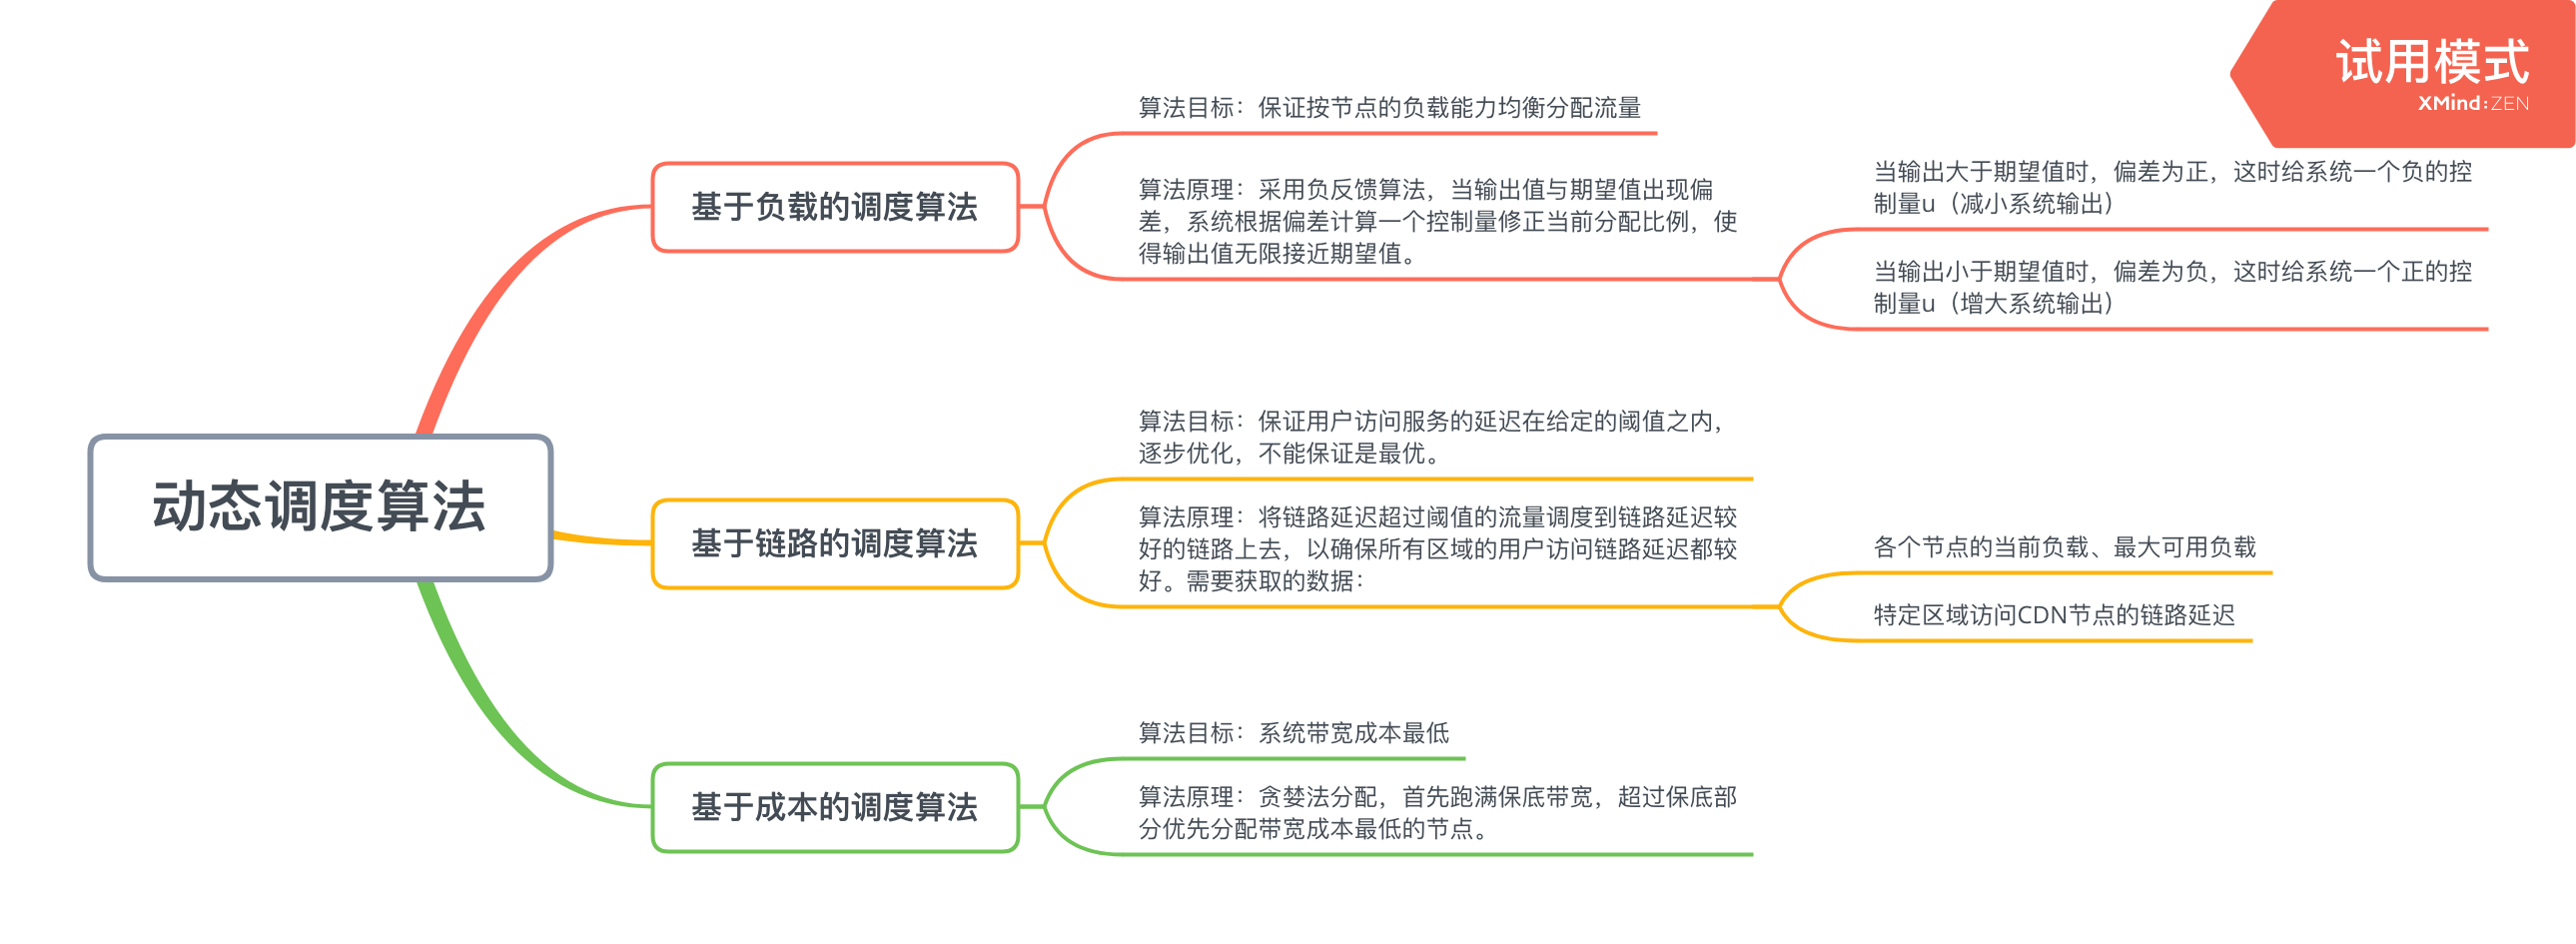 试用模式
XMind:ZEN
动态调度算法
基于负载的调度算法
算法目标：保证按节点的负载能力均衡分配流量
算法原理：采用负反馈算法，当输出值与期望值出现偏
差，系统根据偏差计算一个控制量修正当前分配比例，使
得输出值无限接近期望值。
当输出大于期望值时，偏差为正，这时给系统一个负的控
制量u（减小系统输出）
当输出小于期望值时，偏差为负，这时给系统一个正的控
制量u（增大系统输出）
基于链路的调度算法
算法目标：保证用户访问服务的延迟在给定的阈值之内，
逐步优化，不能保证是最优。
算法原理：将链路延迟超过阈值的流量调度到链路延迟较
好的链路上去，以确保所有区域的用户访问链路延迟都较
好。需要获取的数据：
各个节点的当前负载、最大可用负载
特定区域访问CDN节点的链路延迟
基于成本的调度算法
算法目标：系统带宽成本最低
算法原理：贪婪法分配，首先跑满保底带宽，超过保底部
分优先分配带宽成本最低的节点。